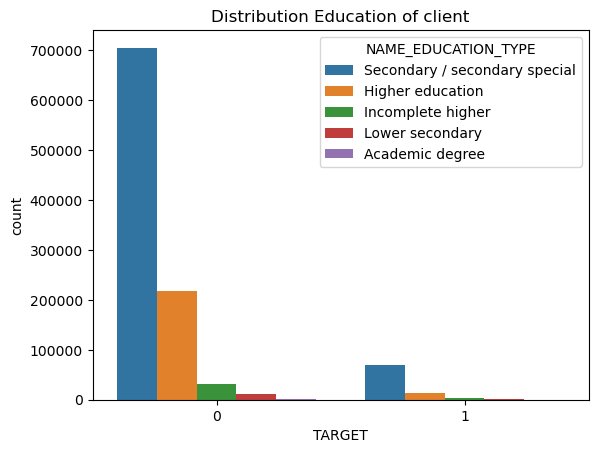 Distribution Education of client
NAME_EDUCATION_TYPE
Secondary / secondary special
Higher education
Incomplete higher
Lower secondary
Academic degree
count
700000
600000
500000
400000
300000
200000
100000
0
0
1
TARGET